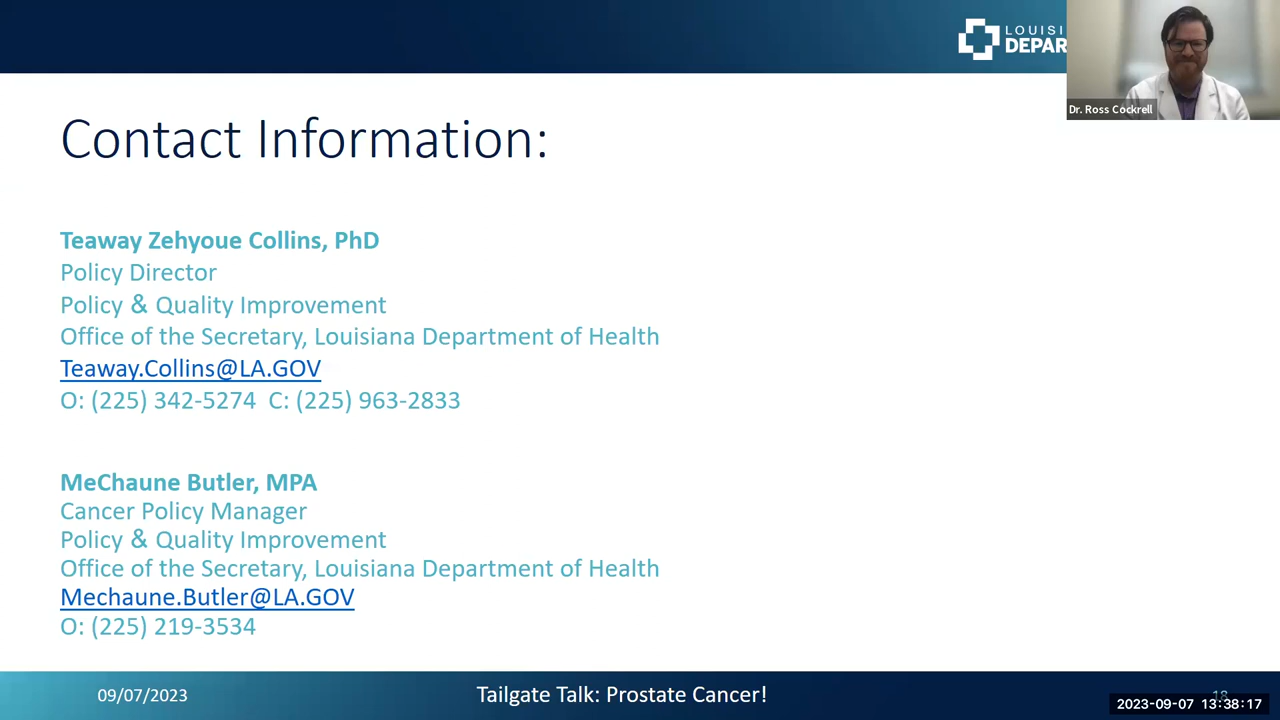 LOUISI
DEPAR
Dr. Ross Cockrell
Contact Information:
Teaway Zehyoue Collins, PhD
Policy Director
Policy & Quality Improvement
Office of the Secretary, Louisiana Department of Health
Teaway.Collins@LA.GOV
O: (225) 342-5274  C: (225) 963-2833
MeChaune Butler, MPA
Cancer Policy Manager
Policy & Quality Improvement
Office of the Secretary, Louisiana Department of Health
Mechaune.Butler@LA.GOV
O: (225) 219-3534
09/07/2023
Tailgate Talk: Prostate Cancer!
18
2023-09-07 13:38:17